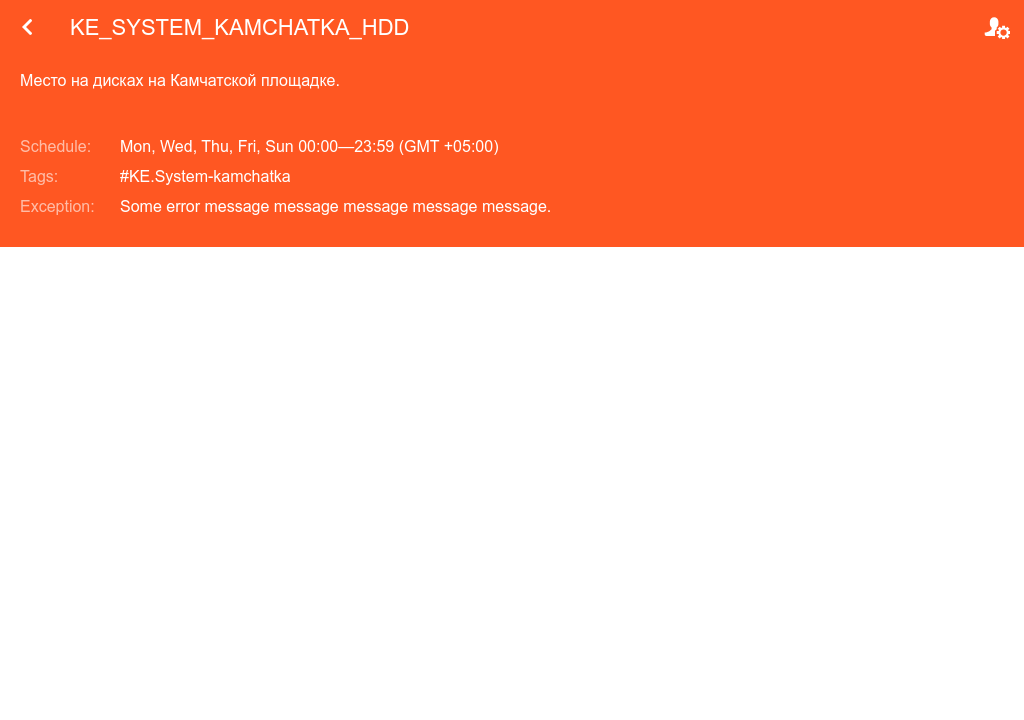 KE_SYSTEM_KAMCHATKA_HDD
Место на дисках на Камчатской площадке.
Schedule: Mon, Wed, Thu, Fri, Sun 00:00—23:59 (GMT +05:00)
Tags: #KE.System-kamchatka
Exception: Some error message message message message message.